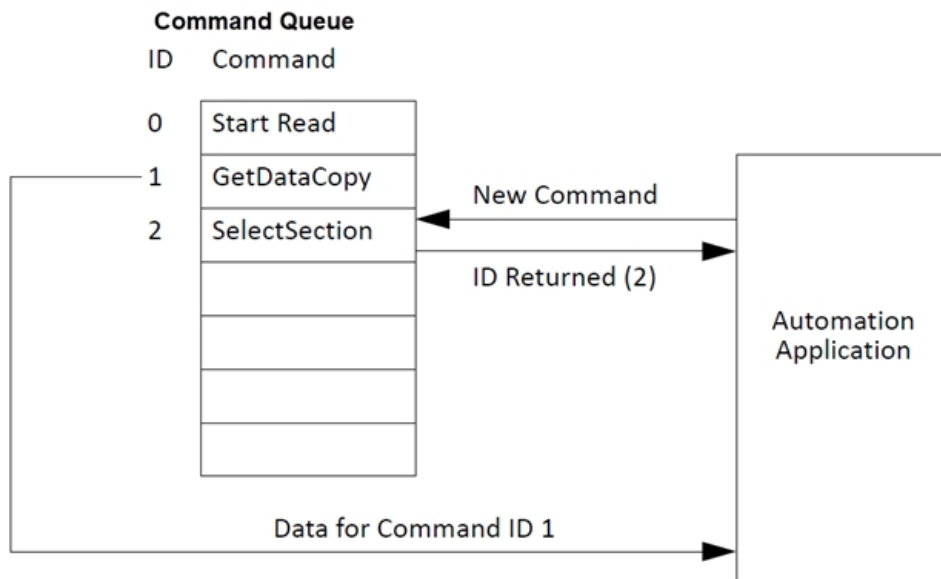 Command Queue
ID Command
0 Start Read
1 GetDataCopy
New Command
2 SelectSection
ID Returned (2)
Automation
Application
Data for Command ID 1